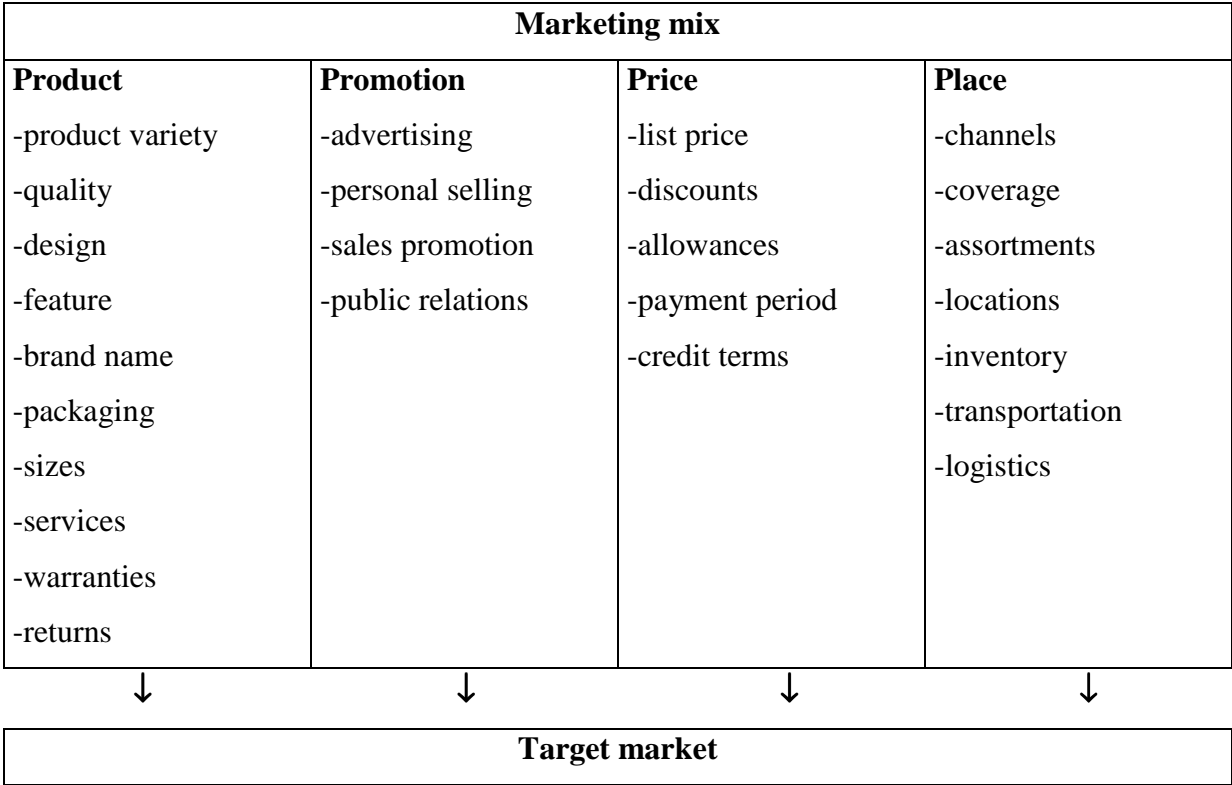 Marketing mix
Product
-product variety
-quality
-design
-feature
-brand name
-packaging
-sizes
-services
-warranties
-returns
Promotion
-advertising
-personal selling
-sales promotion
-public relations
Price
-list price
-discounts
-allowances
-payment period
-credit terms
Place
-channels
-coverage
-assortments
-locations
-inventory
-transportation
-logistics
↓ ↓ ↓ ↓
Target market